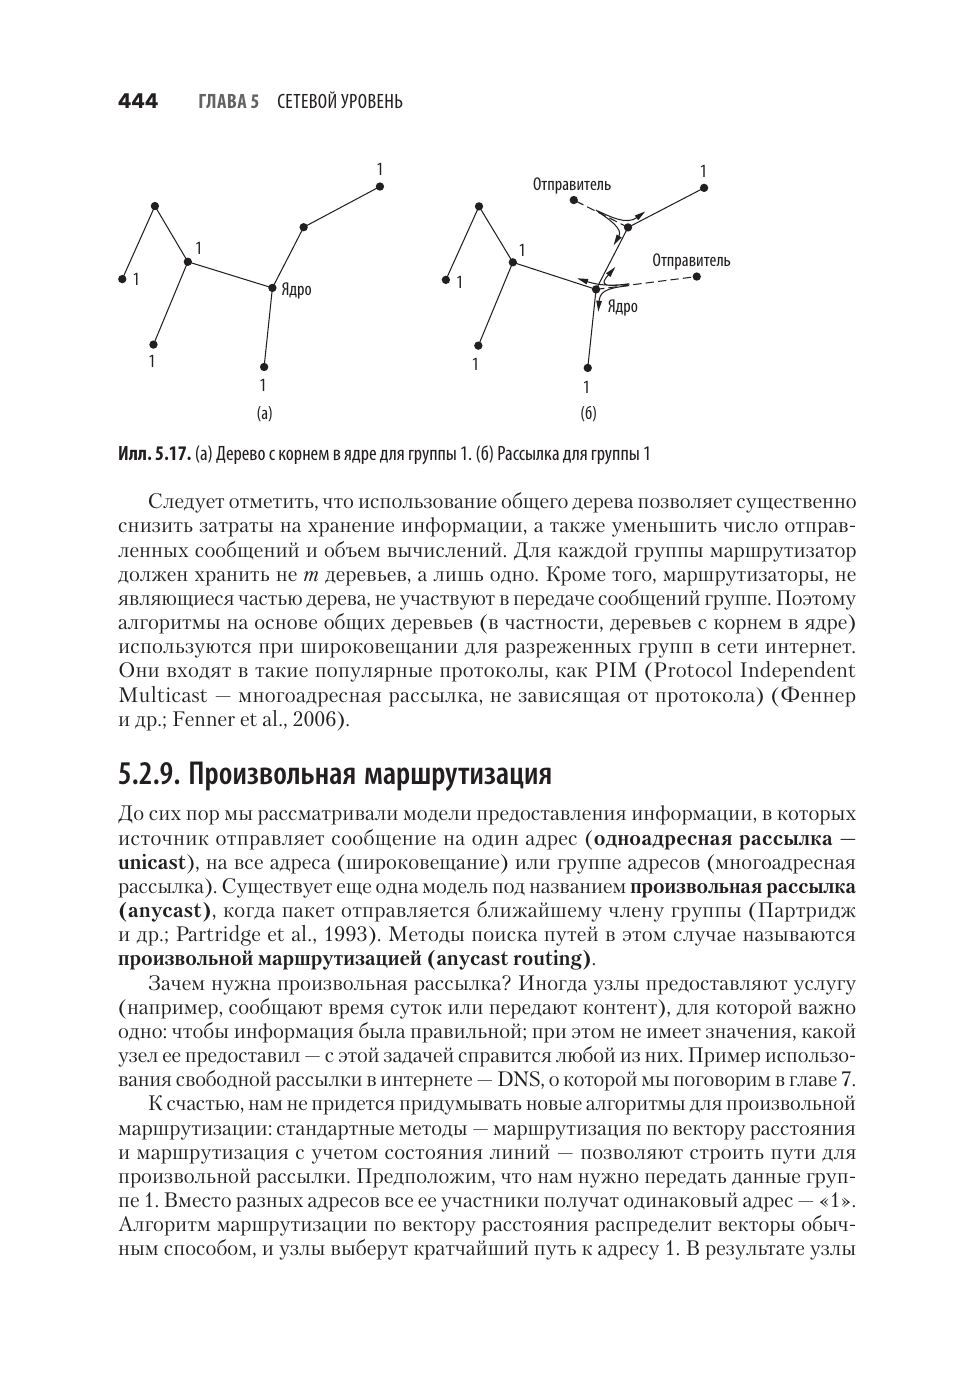 444 ГЛАВА 5 СЕТЕВОЙ УРОВЕНЬ
1
1
1
1
1
Ядро
(а)
Отправитель
1
1
Отправитель
1
Ядро
1
1
(б)
Илл. 5.17. (а) Дерево с корнем в ядре для группы 1. (б) Рассылка для группы 1
Следует отметить, что использование общего дерева позволяет существенно
снизить затраты на хранение информации, а также уменьшить число отправ-
ленных сообщений и объем вычислений. Для каждой группы маршрутизатор
должен хранить не m деревьев, а лишь одно. Кроме того, маршрутизаторы, не
являющиеся частью дерева, не участвуют в передаче сообщений группе. Поэтому
алгоритмы на основе общих деревьев (в частности, деревьев с корнем в ядре)
используются при широковещании для разреженных групп в сети интернет.
Они входят в такие популярные протоколы, как PIM (Protocol Independent
Multicast — многоадресная рассылка, не зависящая от протокола) (Феннер
и др.; Fenner et al., 2006).
5.2.9. Произвольная маршрутизация
До сих пор мы рассматривали модели предоставления информации, в которых
источник отправляет сообщение на один адрес (одноадресная рассылка —
unicast), на все адреса (широковещание) или группе адресов (многоадресная
рассылка). Существует еще одна модель под названием произвольная рассылка
(anycast), когда пакет отправляется ближайшему члену группы (Партридж
и др.; Partridge et al., 1993). Методы поиска путей в этом случае называются
произвольной маршрутизацией (anycast routing).
Зачем нужна произвольная рассылка? Иногда узлы предоставляют услугу
(например, сообщают время суток или передают контент), для которой важно
одно: чтобы информация была правильной; при этом не имеет значения, какой
узел ее предоставил — с этой задачей справится любой из них. Пример использо-
вания свободной рассылки в интернете — DNS, о которой мы поговорим в главе 7.
К счастью, нам не придется придумывать новые алгоритмы для произвольной
маршрутизации: стандартные методы — маршрутизация по вектору расстояния
и маршрутизация с учетом состояния линий — позволяют строить пути для
произвольной рассылки. Предположим, что нам нужно передать данные груп-
пе 1. Вместо разных адресов все ее участники получат одинаковый адрес — «1».
Алгоритм маршрутизации по вектору расстояния распределит векторы обыч-
ным способом, и узлы выберут кратчайший путь к адресу 1. В результате узлы